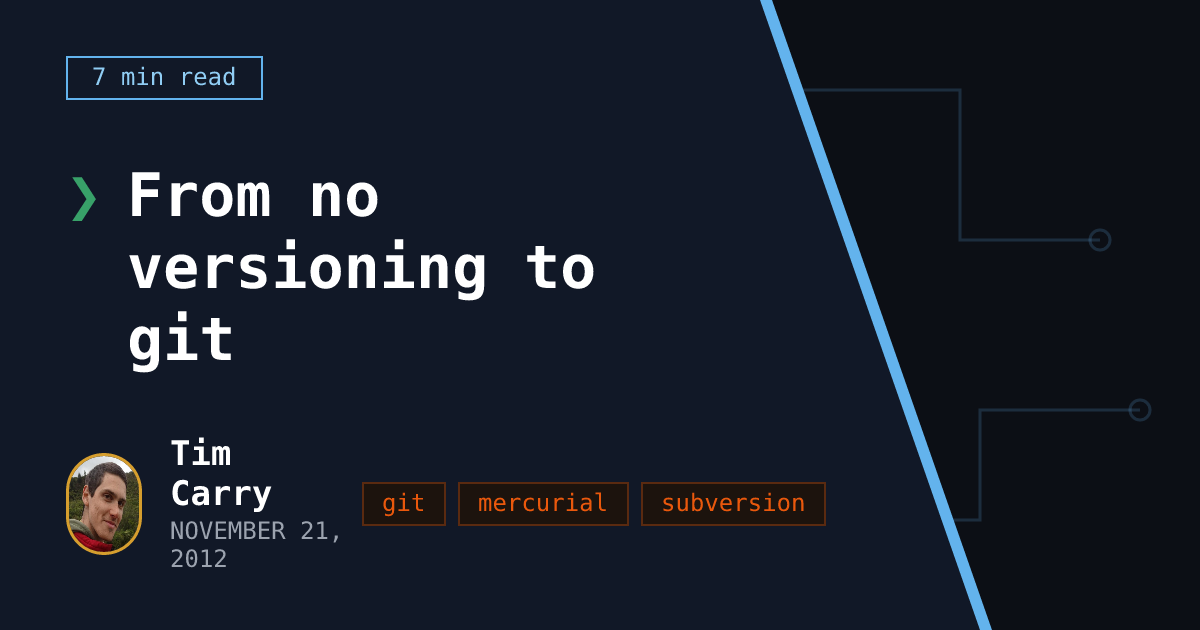 7 min read
❯ From no
versioning to
git
Tim
Carry
NOVEMBER 21,
2012
git mercurial subversion